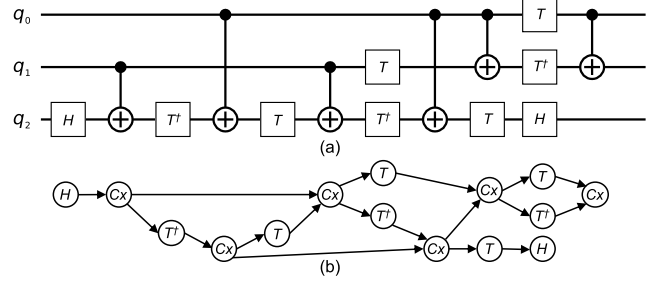 q₀ T
q₁ T T†
q₂ H T† T T† T H
(a)
H Cx Cx T Cx T Cx
T† Cx T T† Cx T† T H
(b)